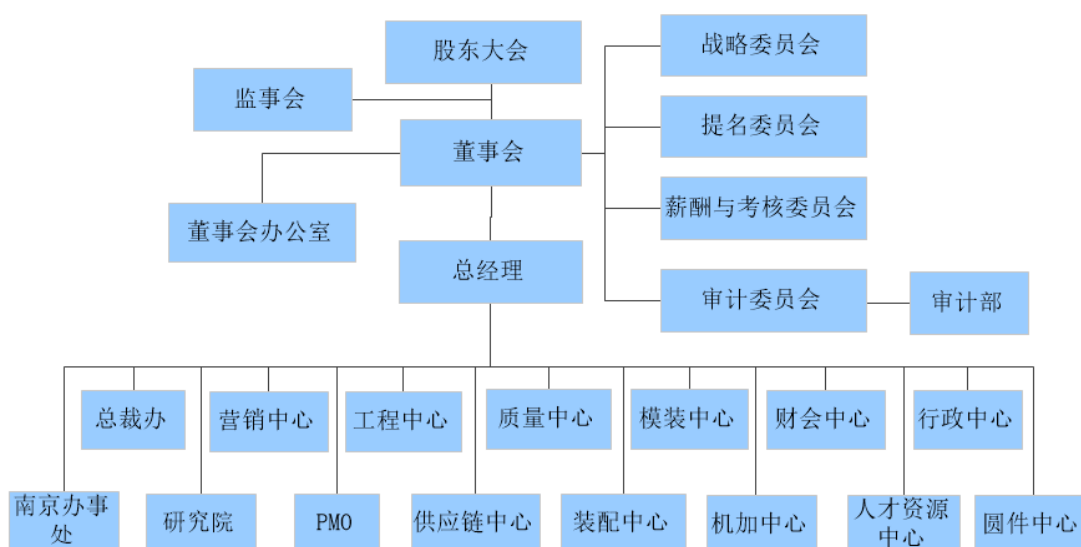 股东大会
战略委员会
监事会
提名委员会
董事会
薪酬与考核委员会
董事会办公室
总经理
审计委员会
审计部
总裁办
营销中心
工程中心
质量中心
模装中心
财会中心
行政中心
南京办事
处
研究院
PMO
供应链中心
装配中心
机加中心
人才资源
中心
圆件中心